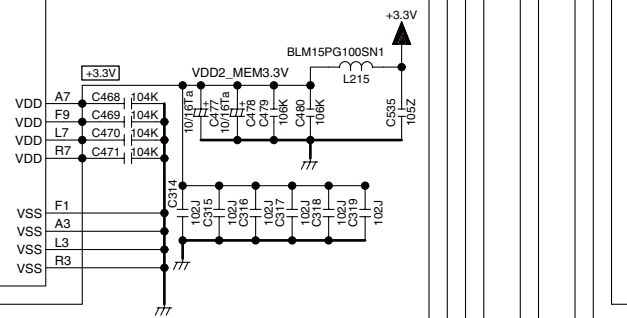 +3.3V
BLM15PG100SN1
L215
+3.3V
VDD2_MEM3.3V
VDD A7 C468 104K
VDD F9 C469 104K
VDD L7 C470 104K
VDD R7 C471 104K
10/16Ta C477
10/16Ta C478
C479 106K
C480 106K
C535 105Z
VSS F1
VSS A3
VSS L3
VSS R3
C314 102J
C315 102J
C316 102J
C317 102J
C318 102J
C319 102J